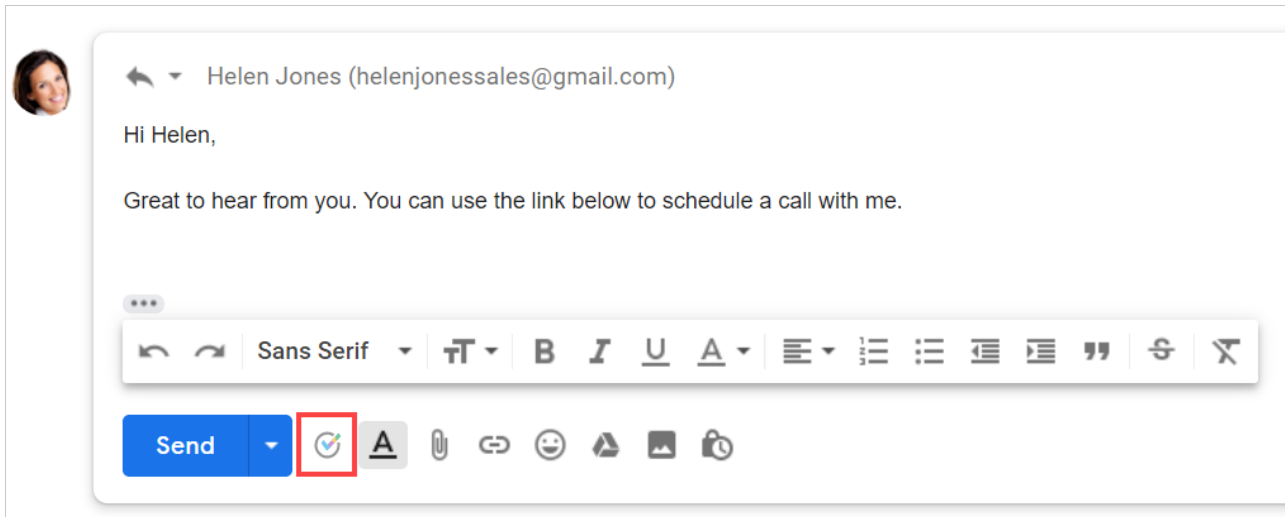 Helen Jones (helenjonessales@gmail.com)
Hi Helen,
Great to hear from you. You can use the link below to schedule a call with me.
Sans Serif
Send